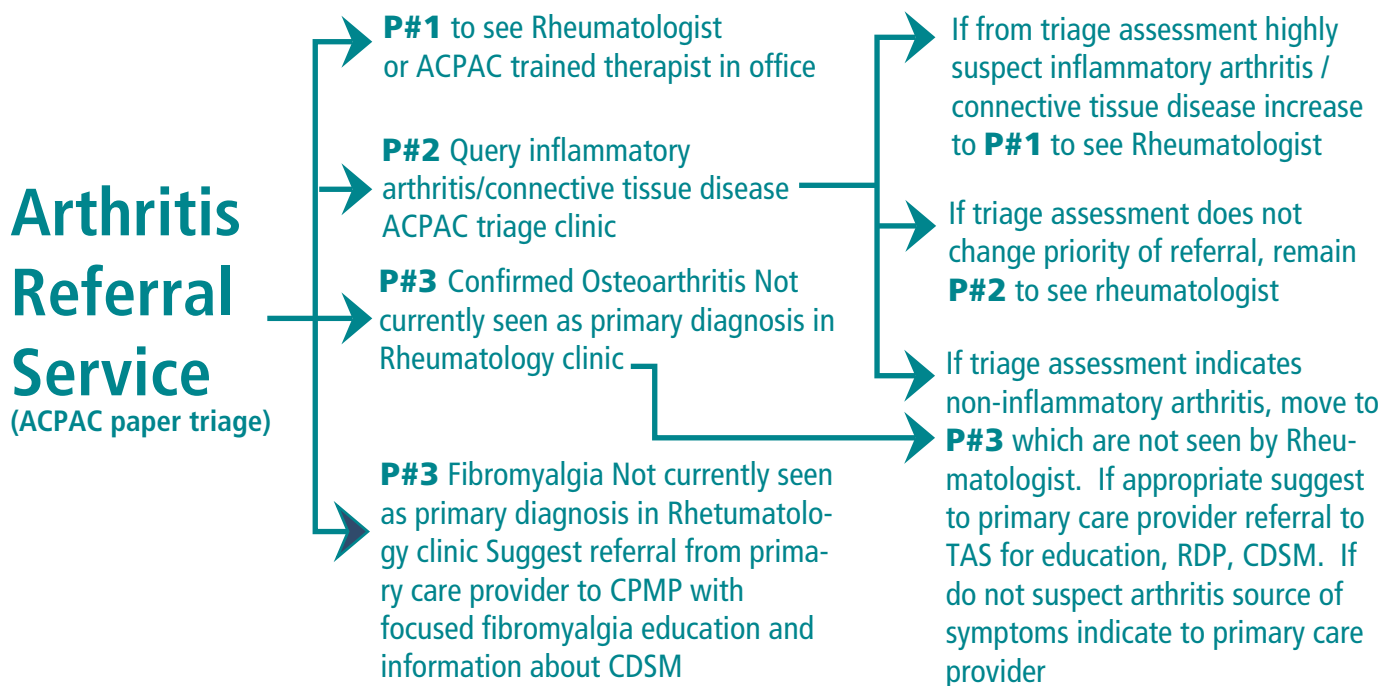 Arthritis
Referral
Service
(ACPAC paper triage)
P#1 to see Rheumatologist
or ACPAC trained therapist in office
P#2 Query inflammatory
arthritis/connective tissue disease
ACPAC triage clinic
P#3 Confirmed Osteoarthritis Not
currently seen as primary diagnosis in
Rheumatology clinic
P#3 Fibromyalgia Not currently seen
as primary diagnosis in Rhetumatolo-
gy clinic Suggest referral from prima-
ry care provider to CPMP with
focused fibromyalgia education and
information about CDSM
If from triage assessment highly
suspect inflammatory arthritis /
connective tissue disease increase
to P#1 to see Rheumatologist
If triage assessment does not
change priority of referral, remain
P#2 to see rheumatologist
If triage assessment indicates
non-inflammatory arthritis, move to
P#3 which are not seen by Rheu-
matologist. If appropriate suggest
to primary care provider referral to
TAS for education, RDP, CDSM. If
do not suspect arthritis source of
symptoms indicate to primary care
provider